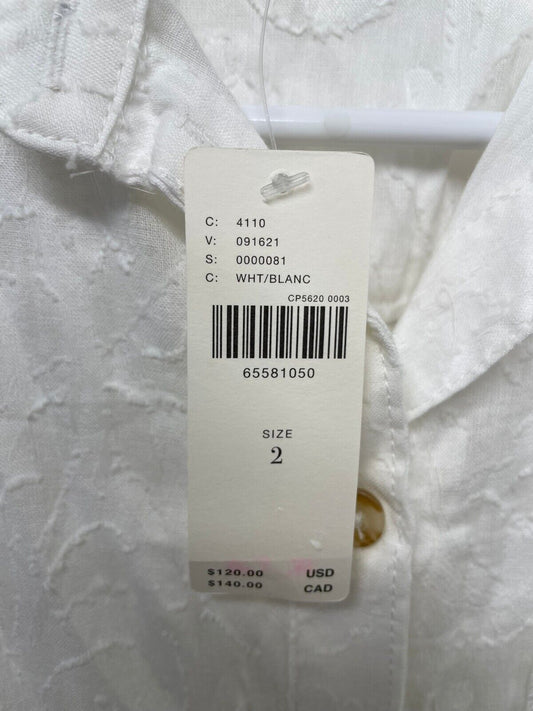 C: 4110
V: 091621
S: 0000081
C: WHT/BLANC
CP5620 0003
65581050
SIZE
2
$120.00 USD
$140.00 CAD